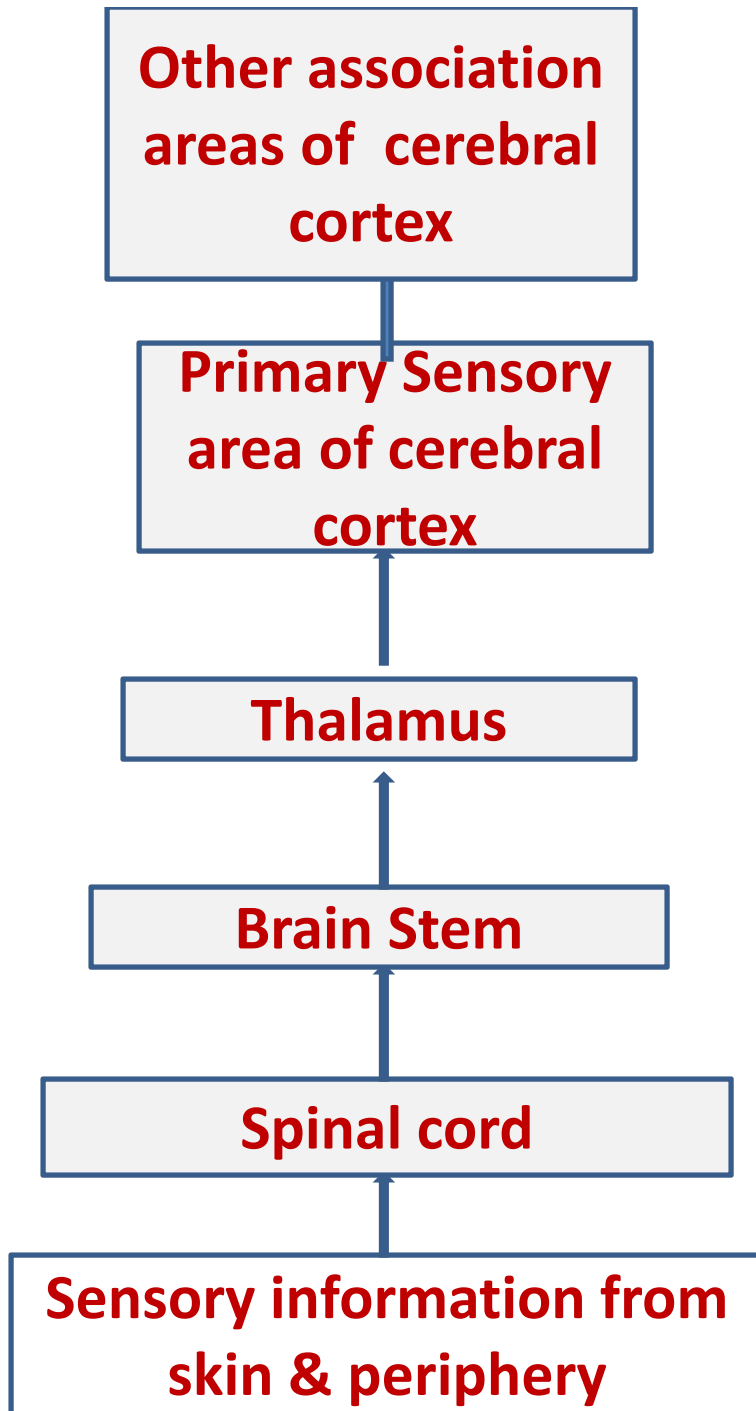 Other association
areas of cerebral
cortex
Primary Sensory
area of cerebral
cortex
Thalamus
Brain Stem
Spinal cord
Sensory information from
skin & periphery